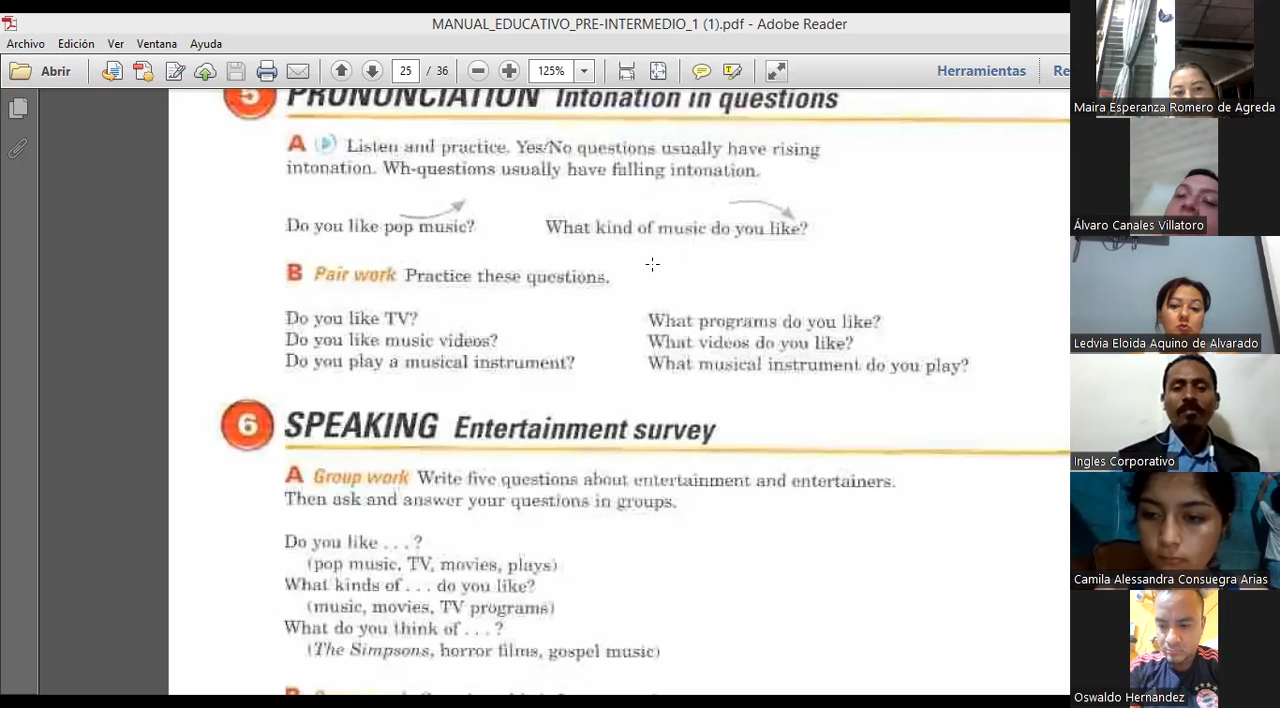 MANUAL_EDUCATIVO_PRE-INTERMEDIO_1 (1).pdf - Adobe Reader
Archivo Edición Ver Ventana Ayuda
Abrir 25 / 36 125% Herramientas Re
5 PRONUNCIATION Intonation in questions
A Listen and practice. Yes/No questions usually have rising
intonation. Wh-questions usually have falling intonation.
Do you like pop music? What kind of music do you like?
B Pair work Practice these questions.
Do you like TV? What programs do you like?
Do you like music videos? What videos do you like?
Do you play a musical instrument? What musical instrument do you play?
6 SPEAKING Entertainment survey
A Group work Write five questions about entertainment and entertainers.
Then ask and answer your questions in groups.
Do you like . . . ?
(pop music, TV, movies, plays)
What kinds of . . . do you like?
(music, movies, TV programs)
What do you think of . . . ?
(The Simpsons, horror films, gospel music)
Maira Esperanza Romero de Agreda
Álvaro Canales Villatoro
Ledvia Eloida Aquino de Alvarado
Ingles Corporativo
Camila Alessandra Consuegra Arias
Oswaldo Hernandez